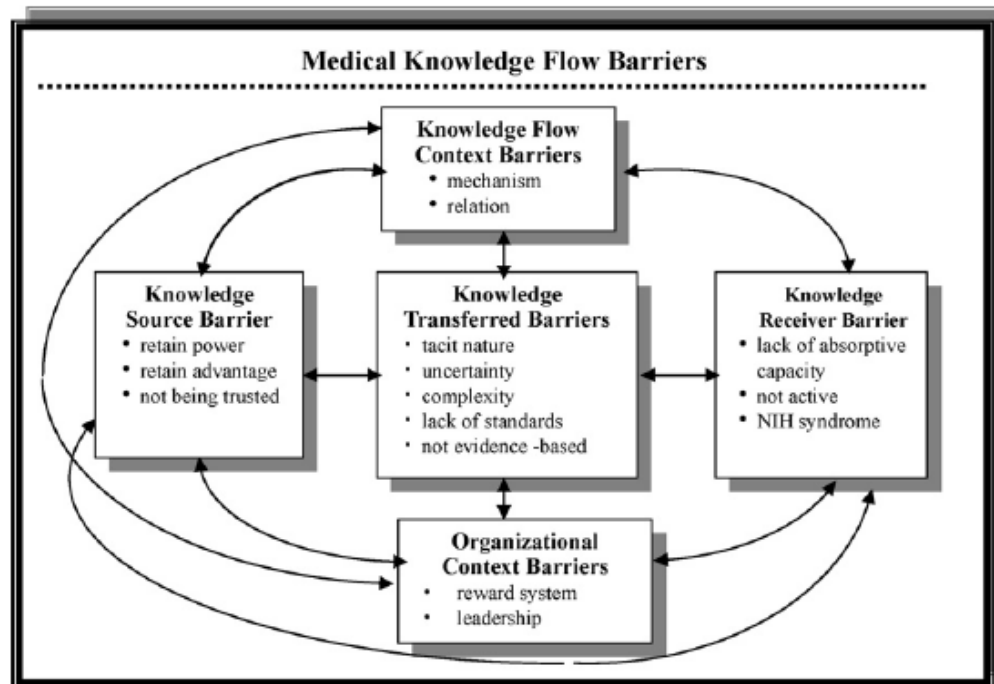 Medical Knowledge Flow Barriers
Knowledge Flow
Context Barriers
• mechanism
• relation
Knowledge
Source Barrier
• retain power
• retain advantage
• not being trusted
Knowledge
Transferred Barriers
· tacit nature
· uncertainty
· complexity
· lack of standards
· not evidence -based
Knowledge
Receiver Barrier
• lack of absorptive
capacity
• not active
• NIH syndrome
Organizational
Context Barriers
• reward system
• leadership